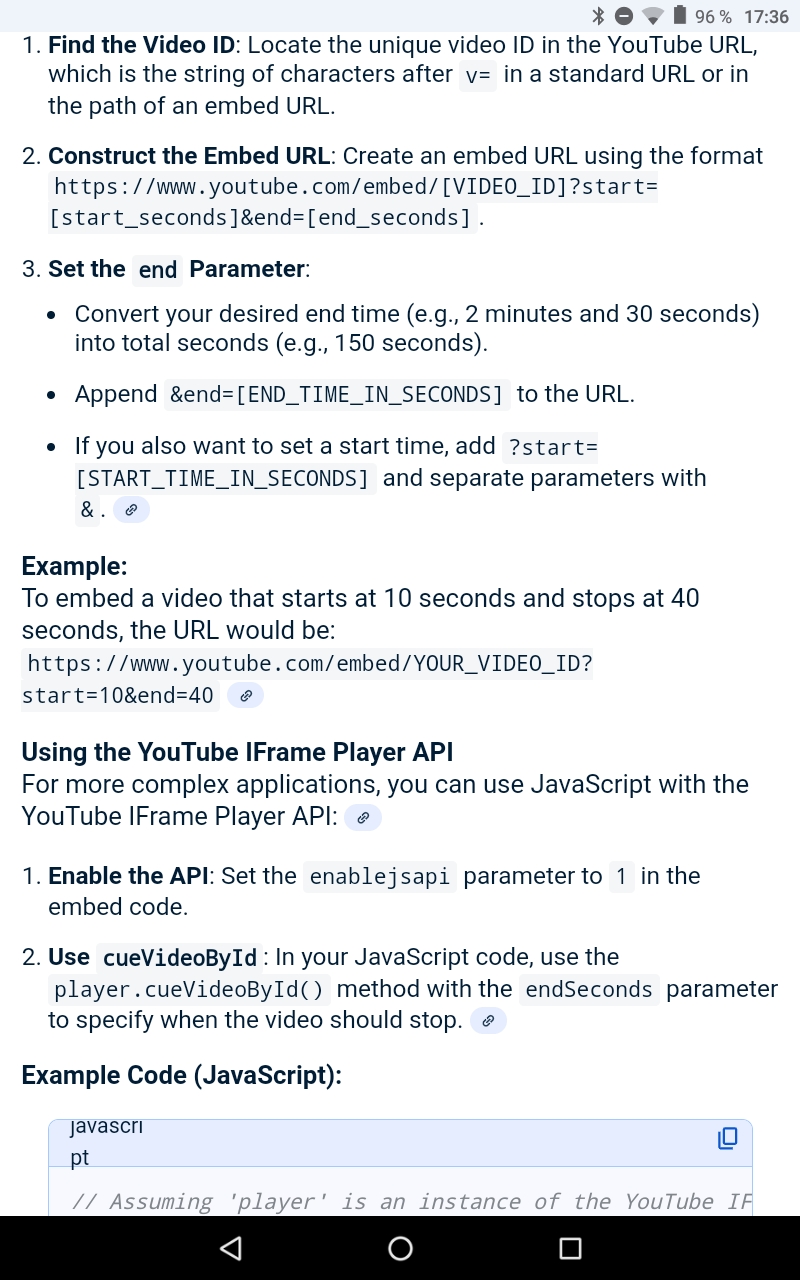 96 % 17:36
1. Find the Video ID: Locate the unique video ID in the YouTube URL,
which is the string of characters after v= in a standard URL or in
the path of an embed URL.
2. Construct the Embed URL: Create an embed URL using the format
https://www.youtube.com/embed/[VIDEO_ID]?start=
[start_seconds]&end=[end_seconds] .
3. Set the end Parameter:
• Convert your desired end time (e.g., 2 minutes and 30 seconds)
into total seconds (e.g., 150 seconds).
• Append &end=[END_TIME_IN_SECONDS] to the URL.
• If you also want to set a start time, add ?start=
[START_TIME_IN_SECONDS] and separate parameters with
& .
Example:
To embed a video that starts at 10 seconds and stops at 40
seconds, the URL would be:
https://www.youtube.com/embed/YOUR_VIDEO_ID?
start=10&end=40
Using the YouTube IFrame Player API
For more complex applications, you can use JavaScript with the
YouTube IFrame Player API:
1. Enable the API: Set the enablejsapi parameter to 1 in the
embed code.
2. Use cueVideoById : In your JavaScript code, use the
player.cueVideoById() method with the endSeconds parameter
to specify when the video should stop.
Example Code (JavaScript):
javascri
pt
// Assuming 'player' is an instance of the YouTube IF